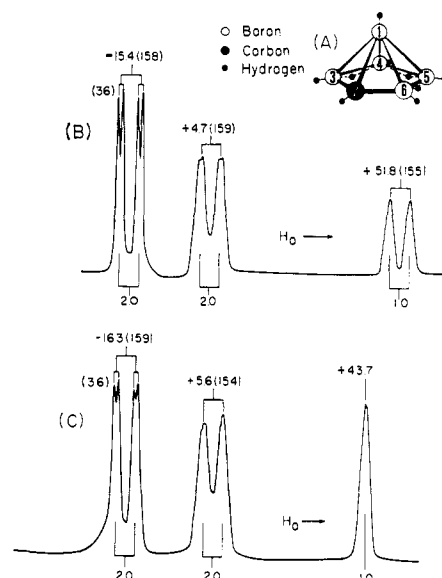 Boron
Carbon
Hydrogen
(A)
1
3
4
5
6
-15.4(158)
(36)
(B)
+4.7(159)
+51.8(155)
H₀ →
2.0
2.0
1.0
-16.3(159)
(36)
(C)
+5.6(154)
+43.7
H₀ →
2.0
2.0
1.0